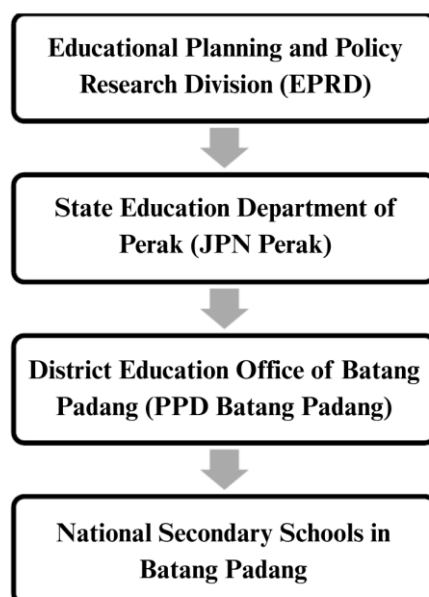 Educational Planning and Policy
Research Division (EPRD)
State Education Department of
Perak (JPN Perak)
District Education Office of Batang
Padang (PPD Batang Padang)
National Secondary Schools in
Batang Padang